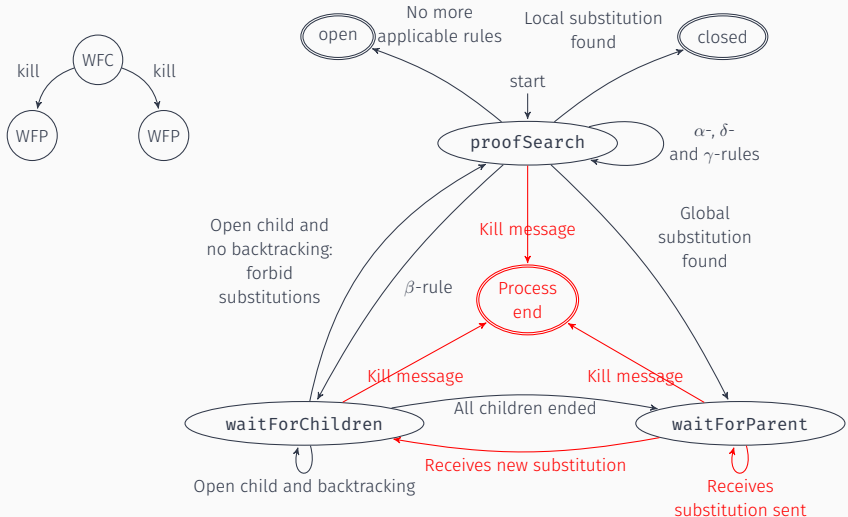 No more
applicable rules
Local substitution
found
open
closed
WFC
kill
kill
WFP
WFP
start
proofSearch
α-, δ-
and γ-rules
Open child and
no backtracking:
forbid
substitutions
Kill message
Global
substitution
found
β-rule
Process
end
Kill message
Kill message
waitForChildren
All children ended
waitForParent
Receives new substitution
Open child and backtracking
Receives
substitution sent